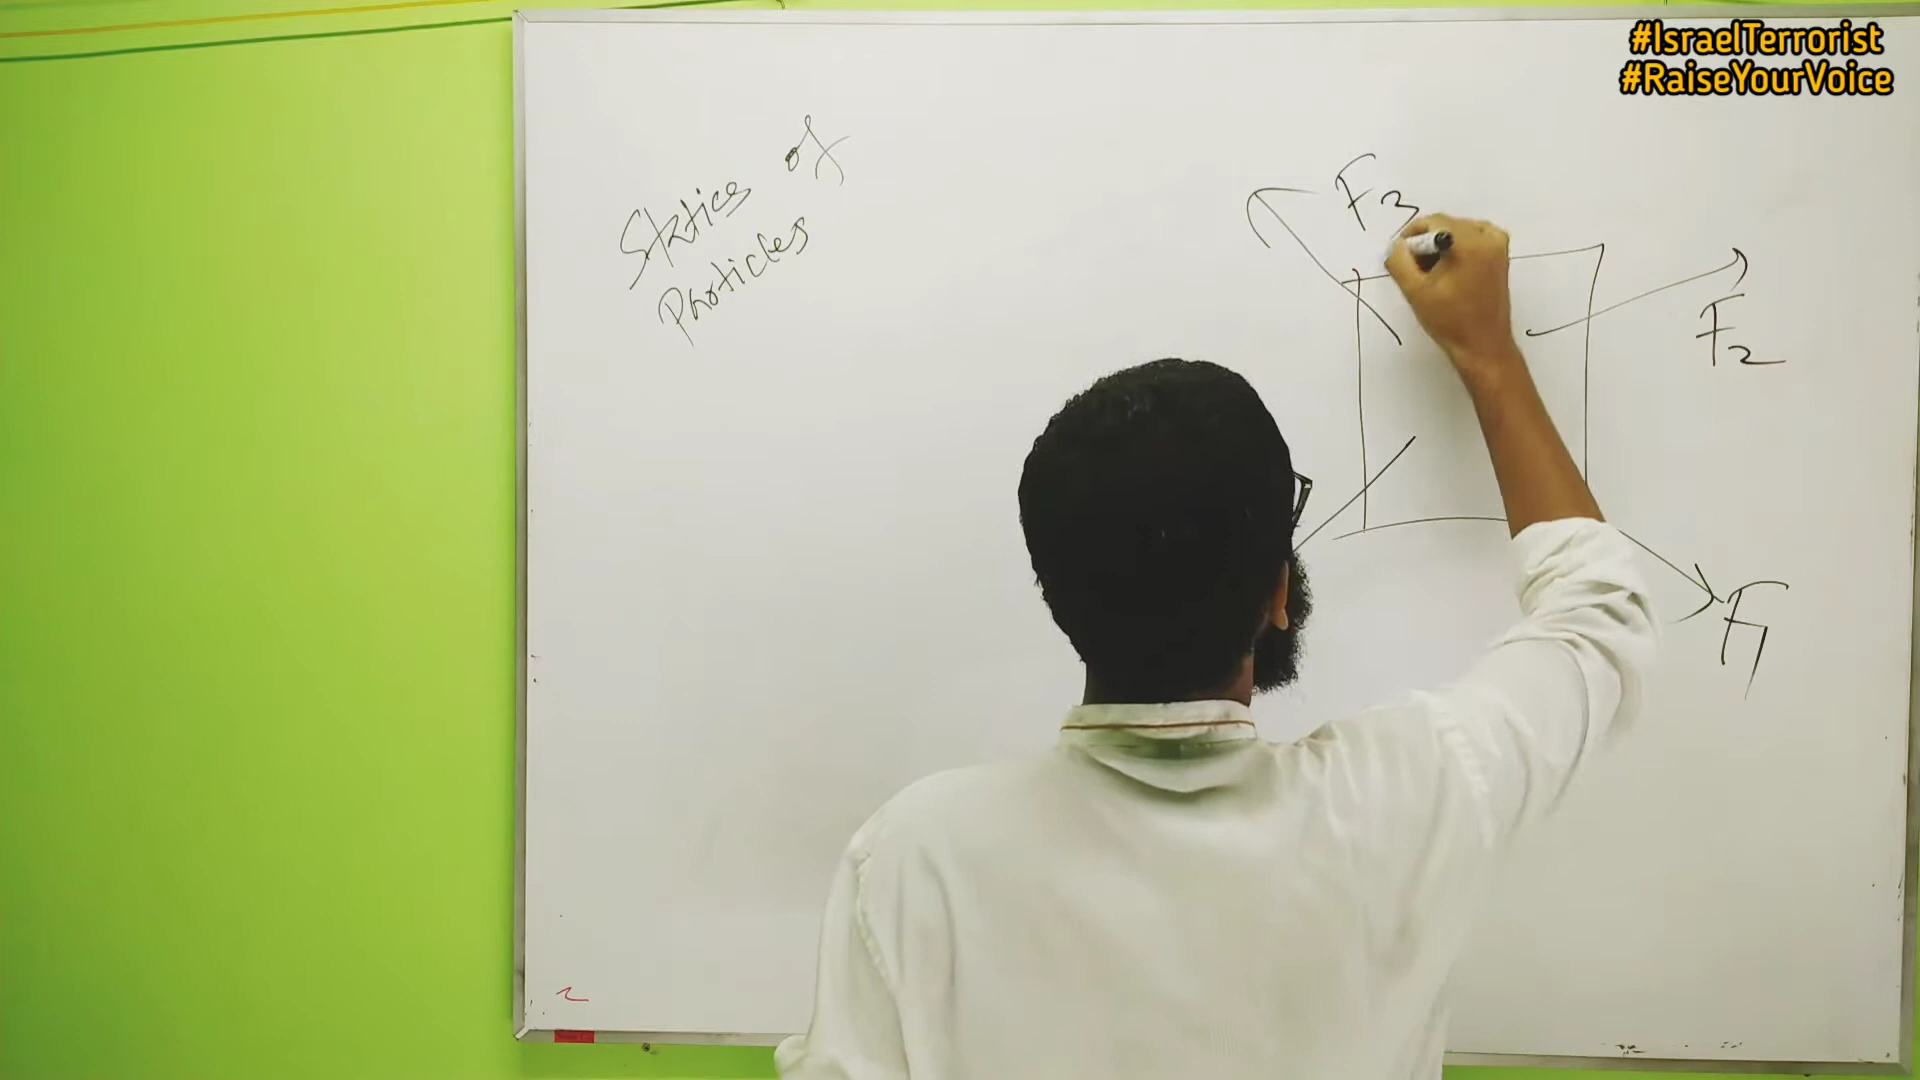 #IsraelTerrorist
#RaiseYourVoice
Statics of
Particles
F3
F2
F1